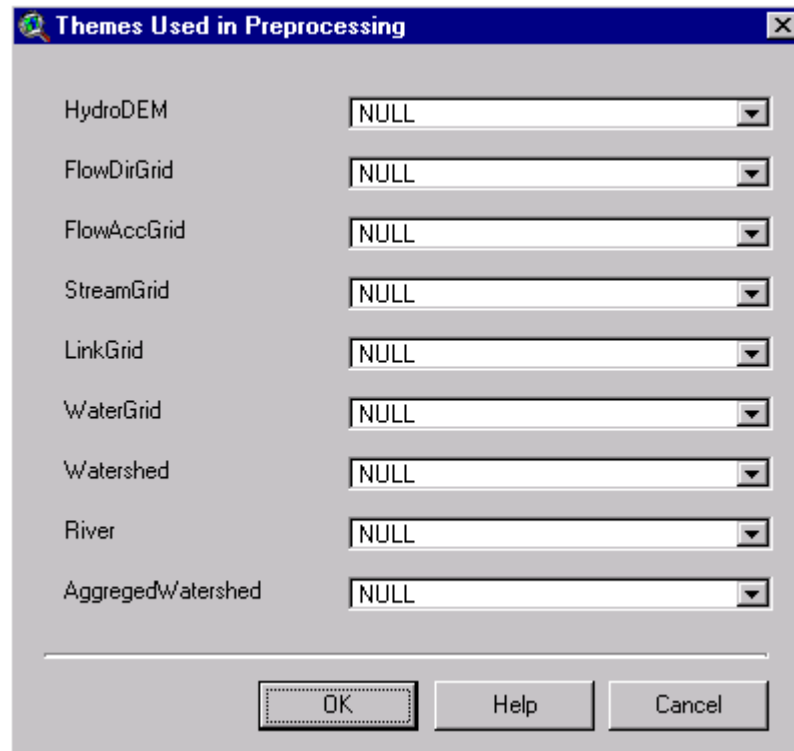 Themes Used in Preprocessing
HydroDEM NULL
FlowDirGrid NULL
FlowAccGrid NULL
StreamGrid NULL
LinkGrid NULL
WaterGrid NULL
Watershed NULL
River NULL
AggregedWatershed NULL
OK Help Cancel